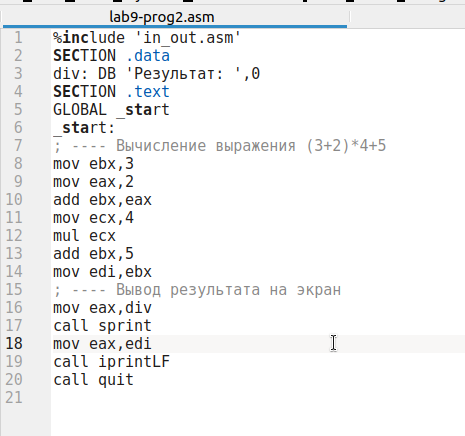 lab9-prog2.asm
1 %include 'in_out.asm'
2 SECTION .data
3 div: DB 'Результат: ',0
4 SECTION .text
5 GLOBAL _start
6 _start:
7 ; ---- Вычисление выражения (3+2)*4+5
8 mov ebx,3
9 mov eax,2
10 add ebx,eax
11 mov ecx,4
12 mul ecx
13 add ebx,5
14 mov edi,ebx
15 ; ---- Вывод результата на экран
16 mov eax,div
17 call sprint
18 mov eax,edi
19 call iprintLF
20 call quit
21